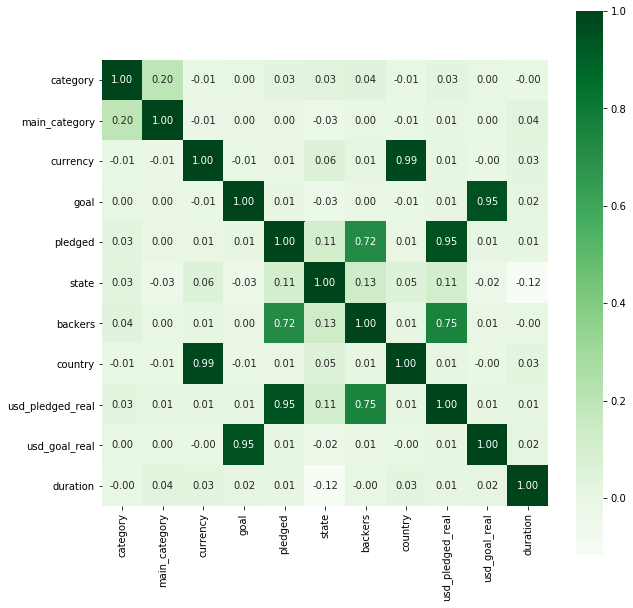 1.0
category 1.00 0.20 -0.01 0.00 0.03 0.03 0.04 -0.01 0.03 0.00 -0.00
main_category 0.20 1.00 -0.01 0.00 0.00 -0.03 0.00 -0.01 0.01 0.00 0.04
0.8
currency -0.01 -0.01 1.00 -0.01 0.01 0.06 0.01 0.99 0.01 -0.00 0.03
goal 0.00 0.00 -0.01 1.00 0.01 -0.03 0.00 -0.01 0.01 0.95 0.02
0.6
pledged 0.03 0.00 0.01 0.01 1.00 0.11 0.72 0.01 0.95 0.01 0.01
state 0.03 -0.03 0.06 -0.03 0.11 1.00 0.13 0.05 0.11 -0.02 -0.12
0.4
backers 0.04 0.00 0.01 0.00 0.72 0.13 1.00 0.01 0.75 0.01 -0.00
country -0.01 -0.01 0.99 -0.01 0.01 0.05 0.01 1.00 0.01 -0.00 0.03
0.2
usd_pledged_real 0.03 0.01 0.01 0.01 0.95 0.11 0.75 0.01 1.00 0.01 0.01
usd_goal_real 0.00 0.00 -0.00 0.95 0.01 -0.02 0.01 -0.00 0.01 1.00 0.02
duration -0.00 0.04 0.03 0.02 0.01 -0.12 -0.00 0.03 0.01 0.02 1.00
0.0
category
main_category
currency
goal
pledged
state
backers
country
usd_pledged_real
usd_goal_real
duration